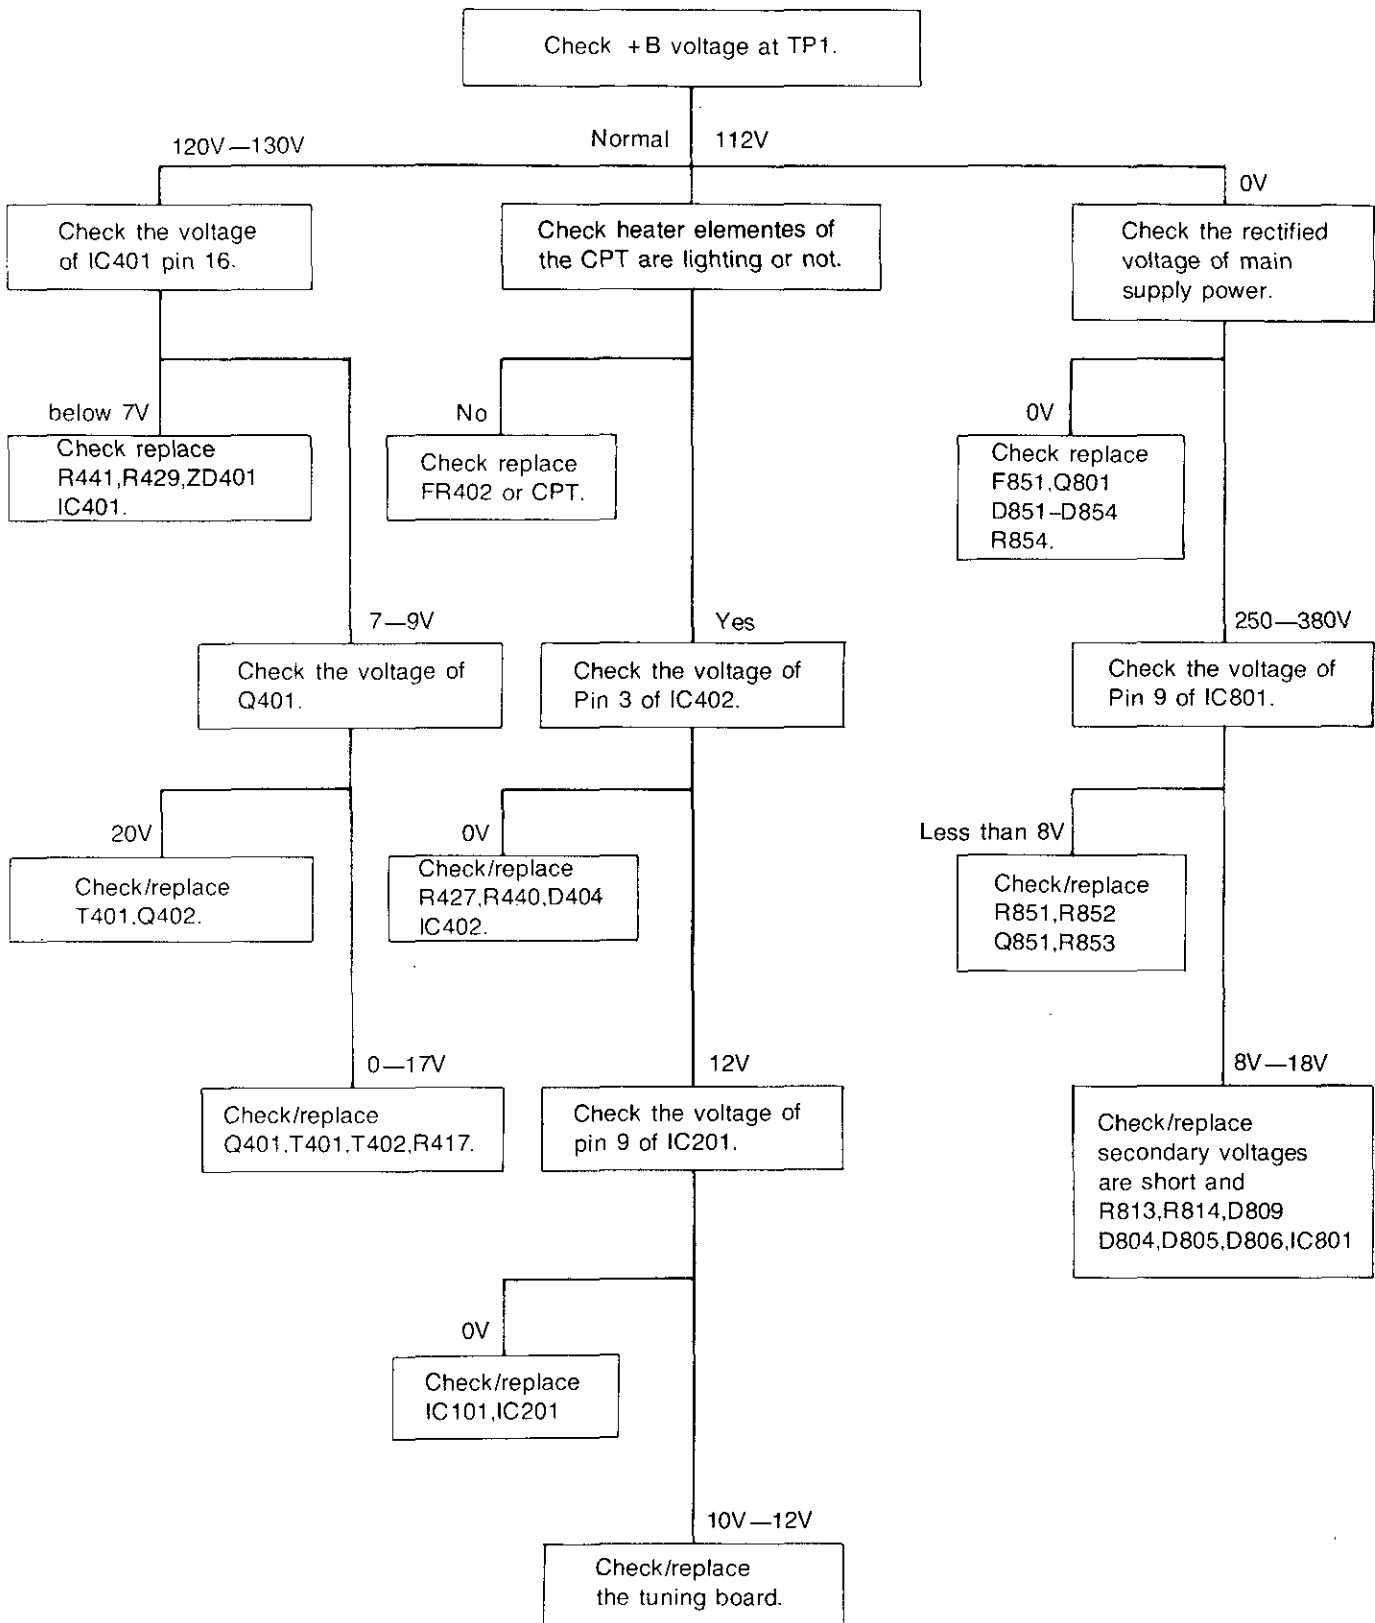 Check +B voltage at TP1.
120V—130V
Normal
112V
0V
Check the voltage
of IC401 pin 16.
Check heater elementes of
the CPT are lighting or not.
Check the rectified
voltage of main
supply power.
below 7V
Check replace
R441,R429,ZD401
IC401.
No
Check replace
FR402 or CPT.
0V
Check replace
F851,Q801
D851–D854
R854.
7—9V
Check the voltage of
Q401.
Yes
Check the voltage of
Pin 3 of IC402.
250—380V
Check the voltage of
Pin 9 of IC801.
20V
Check/replace
T401,Q402.
0V
Check/replace
R427,R440,D404
IC402.
Less than 8V
Check/replace
R851,R852
Q851,R853
0—17V
Check/replace
Q401,T401,T402,R417.
12V
Check the voltage of
pin 9 of IC201.
8V—18V
Check/replace
secondary voltages
are short and
R813,R814,D809
D804,D805,D806,IC801
0V
Check/replace
IC101,IC201
10V—12V
Check/replace
the tuning board.